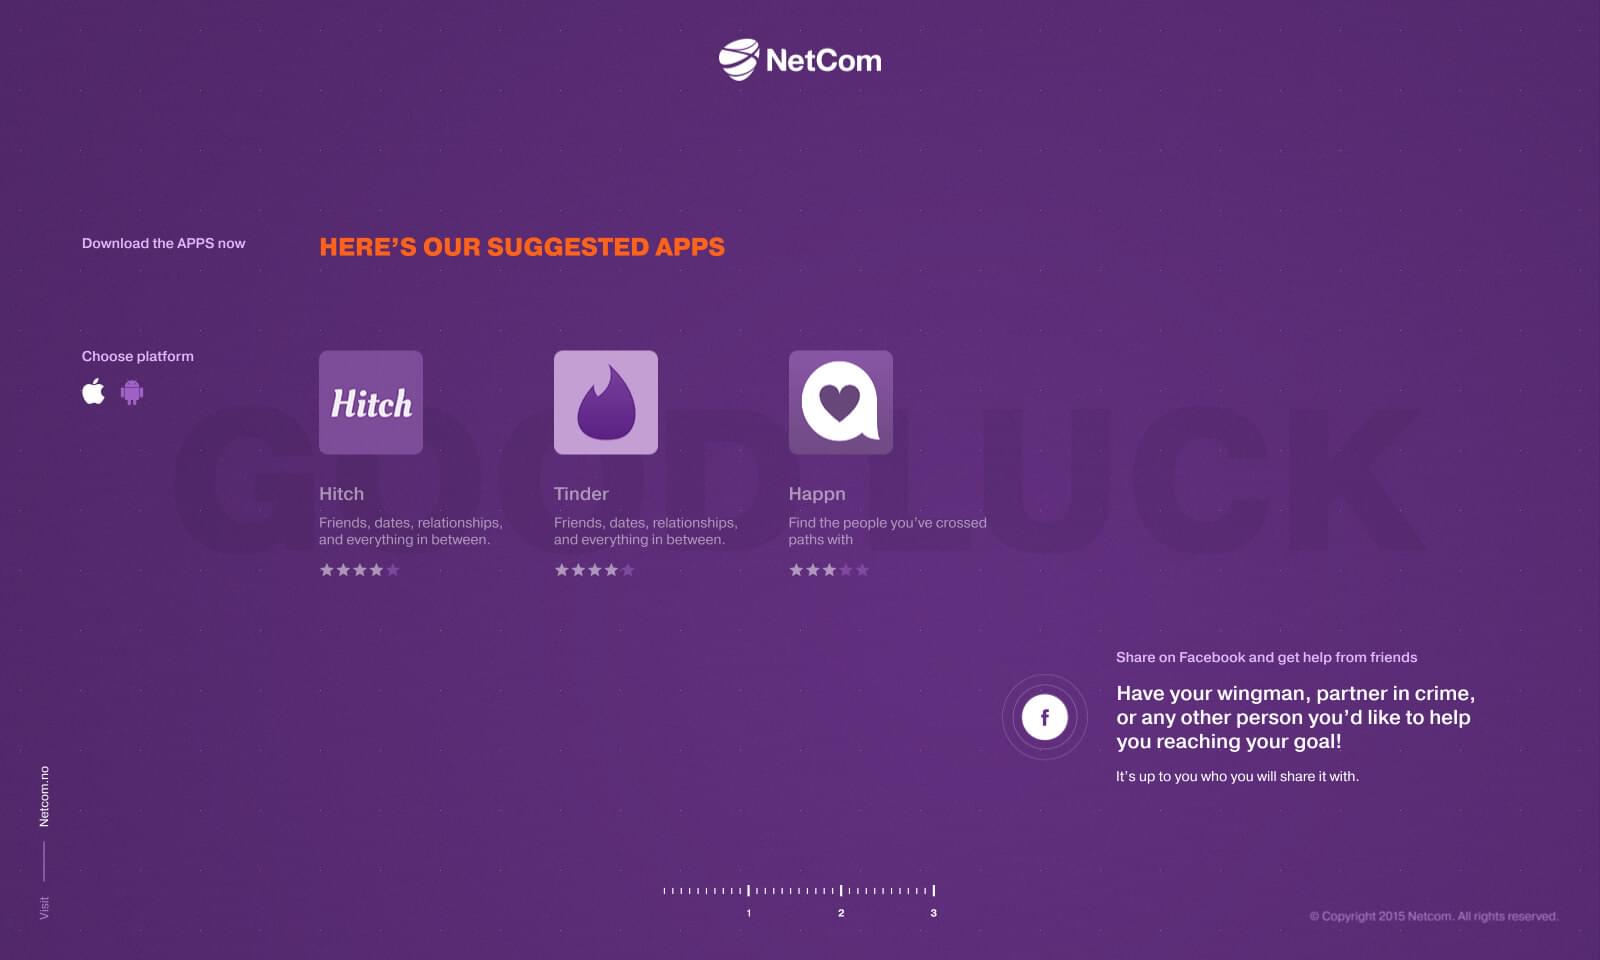 NetCom
Download the APPS now
HERE’S OUR SUGGESTED APPS
Choose platform
GOOD LUCK
Hitch
Hitch
Friends, dates, relationships,
and everything in between.
Tinder
Friends, dates, relationships,
and everything in between.
Happn
Find the people you’ve crossed
paths with
Share on Facebook and get help from friends
f
Have your wingman, partner in crime,
or any other person you’d like to help
you reaching your goal!
It’s up to you who you will share it with.
Visit
Netcom.no
1
2
3
© Copyright 2015 Netcom. All rights reserved.